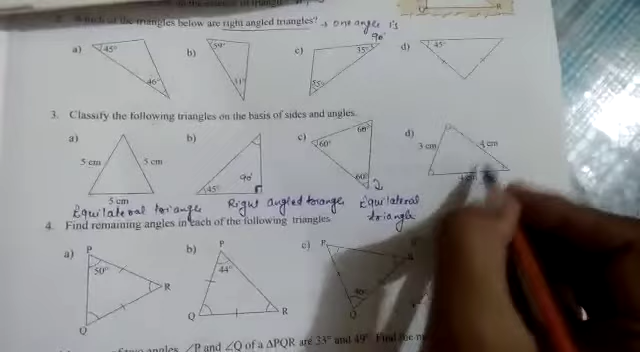 Which of the triangles below are right angled triangles? → one angle is 90°
a) 45° 46° b) 59° 31° c) 35° 55° d) 45°
3. Classify the following triangles on the basis of sides and angles.
a) 5 cm 5 cm 5 cm b) 45° 90° c) 60° 60° 60° d) 3 cm 4 cm
Equilateral triangle Right angled triangle Equilateral
triangle
4. Find remaining angles in each of the following triangles
a) P 50° Q R b) P 44° Q R c) P Q
angles ∠P and ∠Q of a ΔPQR are 33° and 49°. Find the